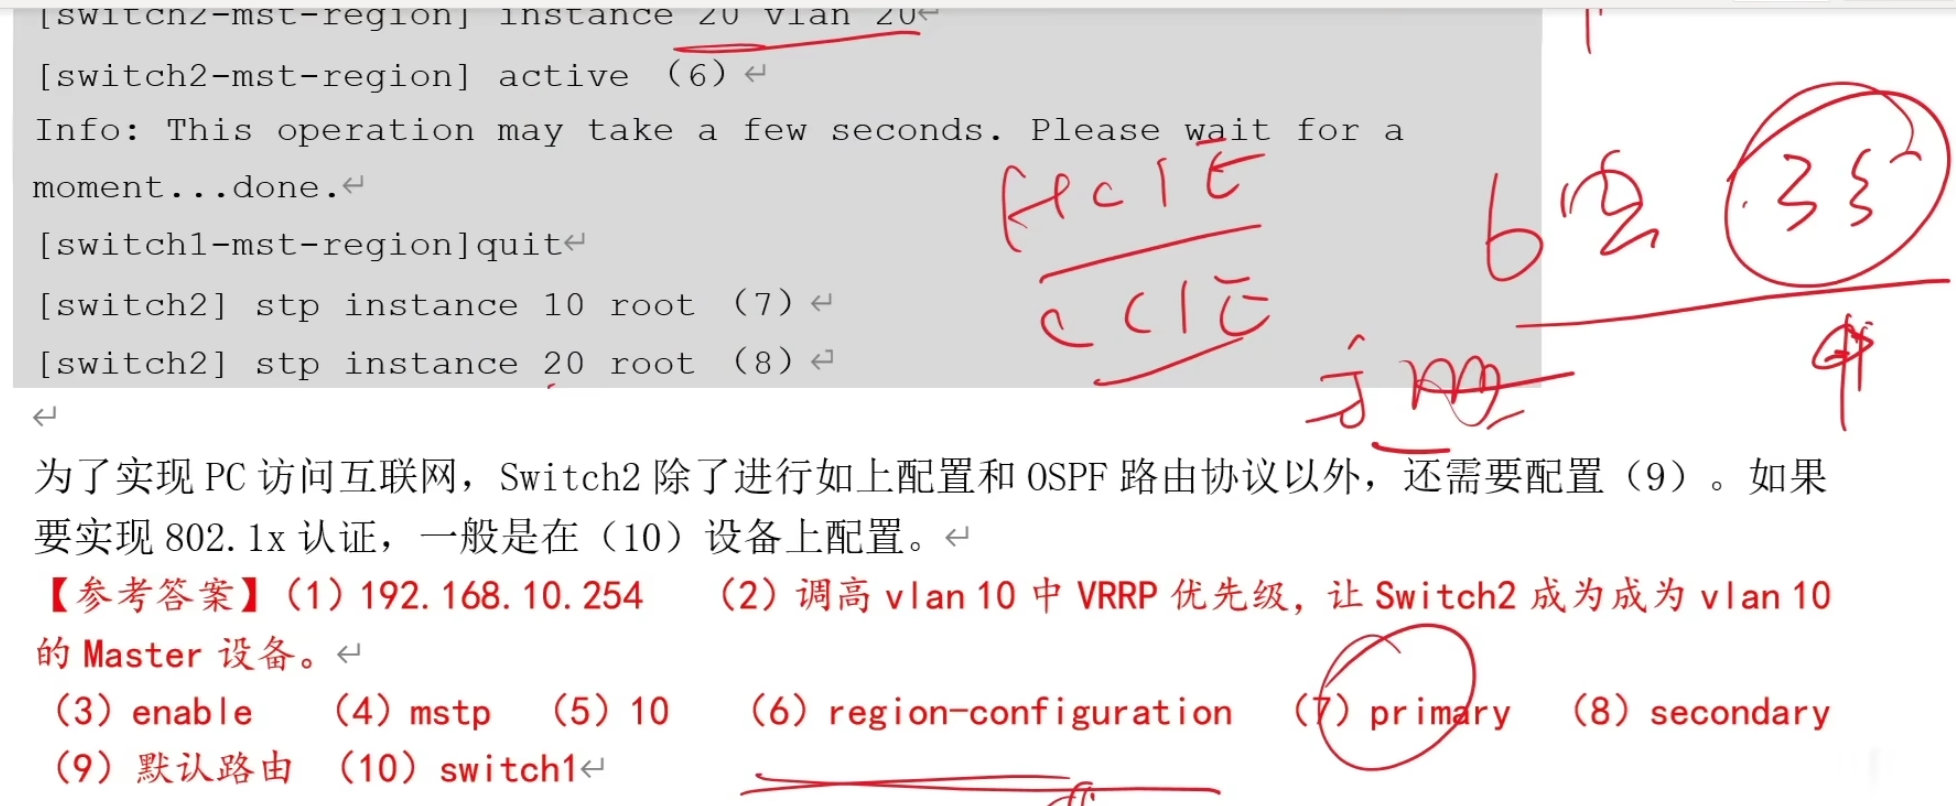 [switch2-mst-region] instance 20 vlan 20
[switch2-mst-region] active （6）
Info: This operation may take a few seconds. Please wait for a
moment...done.
[switch1-mst-region]quit
[switch2] stp instance 10 root （7）
[switch2] stp instance 20 root （8）
HCIE
CCIE
为了实现 PC 访问互联网，Switch2 除了进行如上配置和 OSPF 路由协议以外，还需要配置（9）。如果
要实现 802.1x 认证，一般是在（10）设备上配置。
【参考答案】（1）192.168.10.254 （2）调高 vlan 10 中 VRRP 优先级，让 Switch2 成为成为 vlan 10
的 Master 设备。
（3）enable （4）mstp （5）10 （6）region-configuration （7）primary （8）secondary
（9）默认路由 （10）switch1